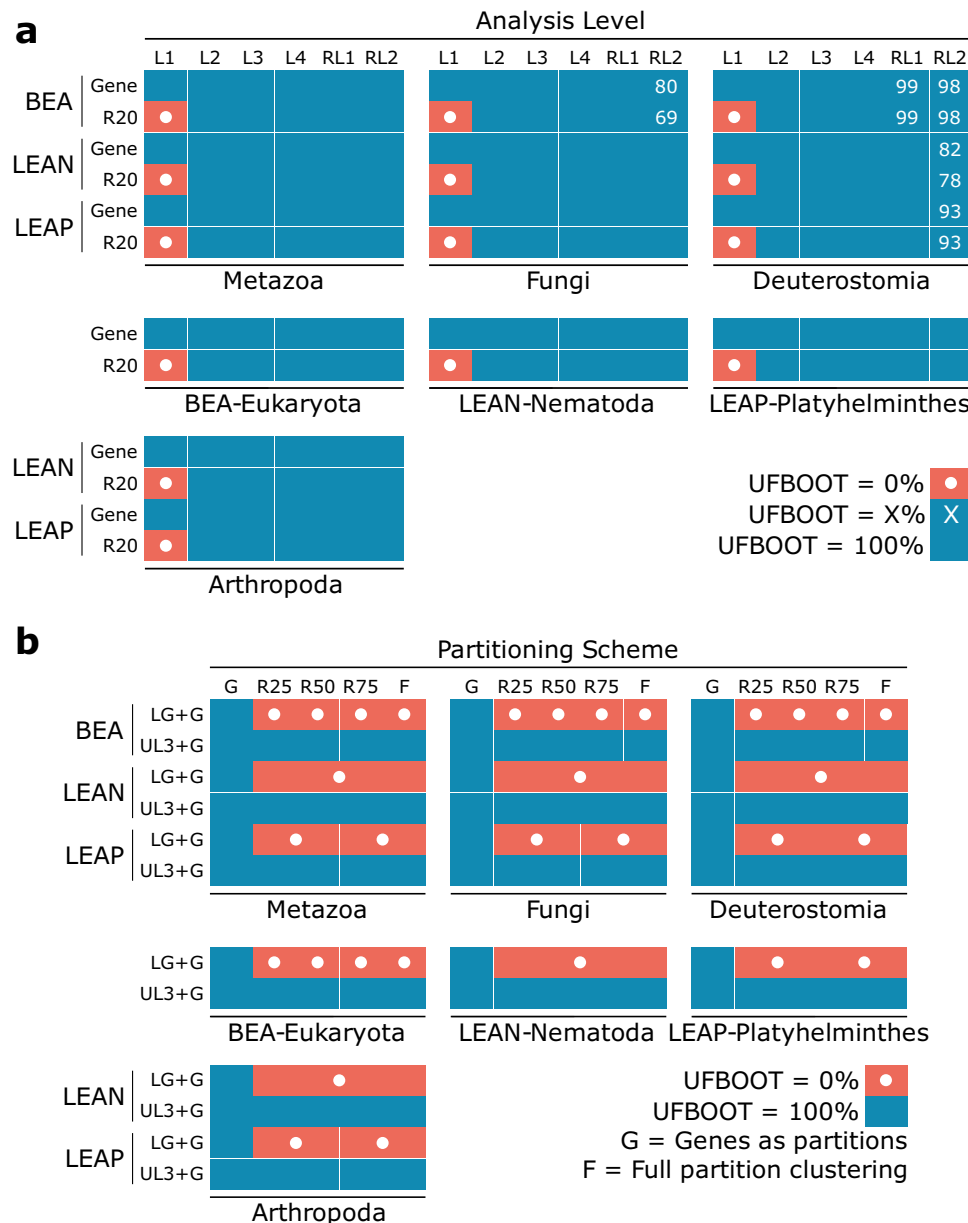 a
Analysis Level
L1 L2 L3 L4 RL1 RL2 L1 L2 L3 L4 RL1 RL2 L1 L2 L3 L4 RL1 RL2
BEA
Gene 80 99 98
R20 69 99 98
LEAN
Gene 82
R20 78
LEAP
Gene 93
R20 93
Metazoa Fungi Deuterostomia
Gene
R20
BEA-Eukaryota LEAN-Nematoda LEAP-Platyhelminthes
LEAN
Gene
R20
LEAP
Gene
R20
Arthropoda
UFBOOT = 0%
UFBOOT = X% X
UFBOOT = 100%
b
Partitioning Scheme
G R25 R50 R75 F G R25 R50 R75 F G R25 R50 R75 F
BEA
LG+G
UL3+G
LEAN
LG+G
UL3+G
LEAP
LG+G
UL3+G
Metazoa Fungi Deuterostomia
LG+G
UL3+G
BEA-Eukaryota LEAN-Nematoda LEAP-Platyhelminthes
LEAN
LG+G
UL3+G
LEAP
LG+G
UL3+G
Arthropoda
UFBOOT = 0%
UFBOOT = 100%
G = Genes as partitions
F = Full partition clustering